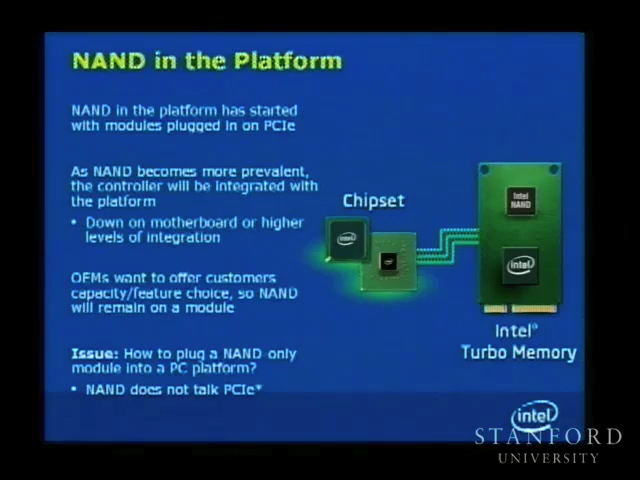 NAND in the Platform
NAND in the platform has started
with modules plugged in on PCIe
As NAND becomes more prevalent,
the controller will be integrated with
the platform
• Down on motherboard or higher
levels of integration
OEMs want to offer customers
capacity/feature choice, so NAND
will remain on a module
Issue: How to plug a NAND only
module into a PC platform?
• NAND does not talk PCIe*
Chipset
intel
intel
Intel
NAND
intel
Intel®
Turbo Memory
intel
STANFORD
UNIVERSITY